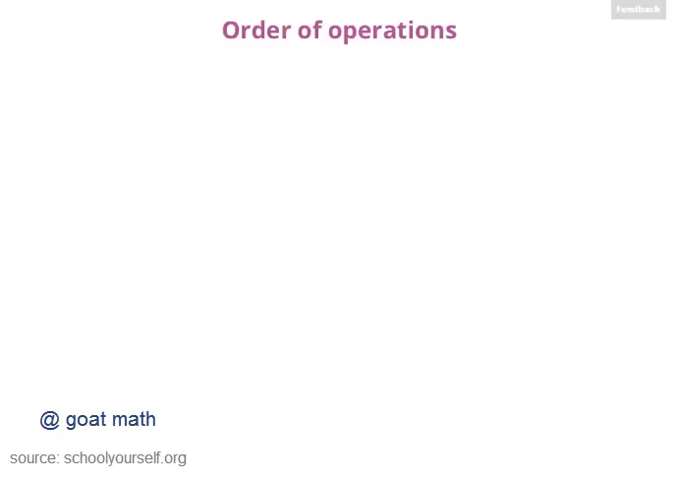 Feedback
Order of operations
@ goat math
source: schoolyourself.org